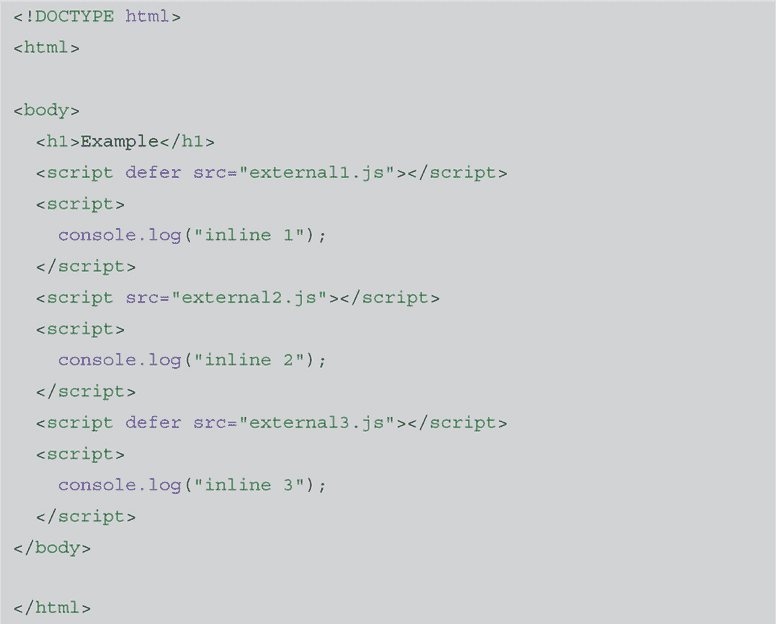 <!DOCTYPE html>
<html>
<body>
<h1>Example</h1>
<script defer src="external1.js"></script>
<script>
console.log("inline 1");
</script>
<script src="external2.js"></script>
<script>
console.log("inline 2");
</script>
<script defer src="external3.js"></script>
<script>
console.log("inline 3");
</script>
</body>
</html>